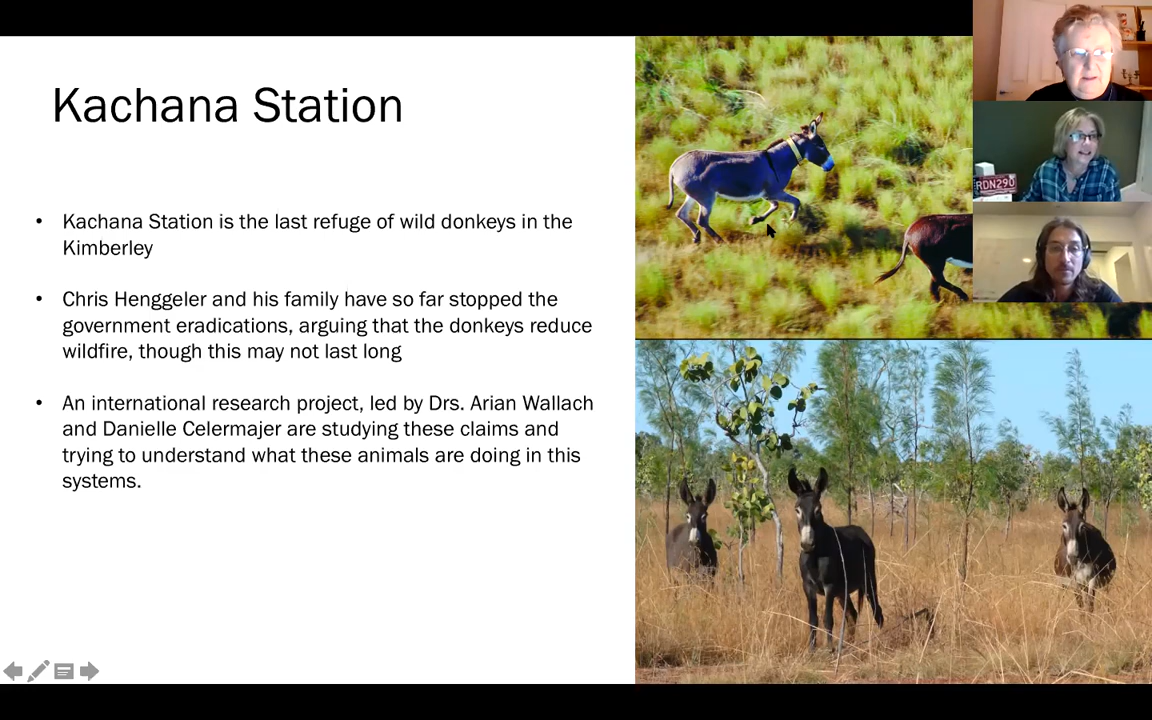 Kachana Station
• Kachana Station is the last refuge of wild donkeys in the
Kimberley
• Chris Henggeler and his family have so far stopped the
government eradications, arguing that the donkeys reduce
wildfire, though this may not last long
• An international research project, led by Drs. Arian Wallach
and Danielle Celermajer are studying these claims and
trying to understand what these animals are doing in this
systems.
RDN290